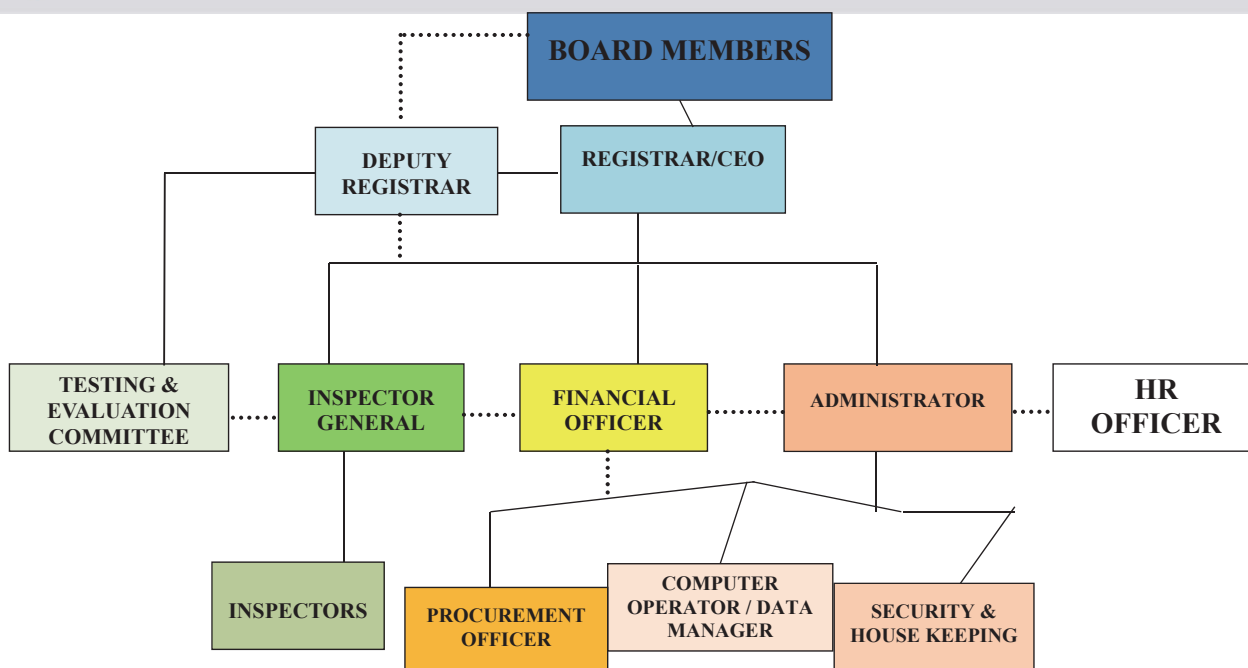 BOARD MEMBERS
DEPUTY
REGISTRAR
REGISTRAR/CEO
TESTING &
EVALUATION
COMMITTEE
INSPECTOR
GENERAL
FINANCIAL
OFFICER
ADMINISTRATOR
HR
OFFICER
INSPECTORS
PROCUREMENT
OFFICER
COMPUTER
OPERATOR / DATA
MANAGER
SECURITY &
HOUSE KEEPING